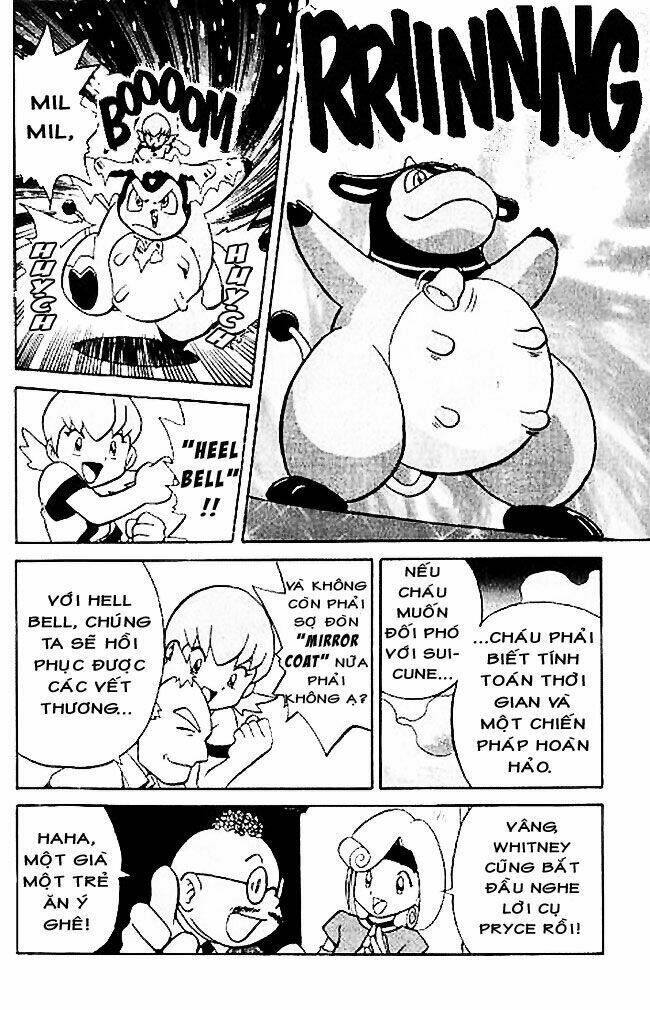 RRIINNNG
MIL
MIL,
BOOOOM
HUỲCH
HUỲCH
"HEEL
BELL"
!!
NẾU
CHÁU
MUỐN
ĐỐI PHÓ
VỚI SUI-
CUNE...
...CHÁU PHẢI
BIẾT TÍNH
TOÁN THỜI
GIAN VÀ
MỘT CHIẾN
PHÁP HOÀN
HẢO.
VỚI HELL
BELL, CHÚNG
TA SẼ HỒI
PHỤC ĐƯỢC
CÁC VẾT
THƯƠNG...
VÀ KHÔNG
CÒN PHẢI
SỢ ĐÒN
"MIRROR
COAT" NỮA
PHẢI
KHÔNG Ạ?
HAHA,
MỘT GIÀ
MỘT TRẺ
ĂN Ý
GHÊ!
VÂNG,
WHITNEY
CŨNG BẮT
ĐẦU NGHE
LỜI CỤ
PRYCE RỒI!